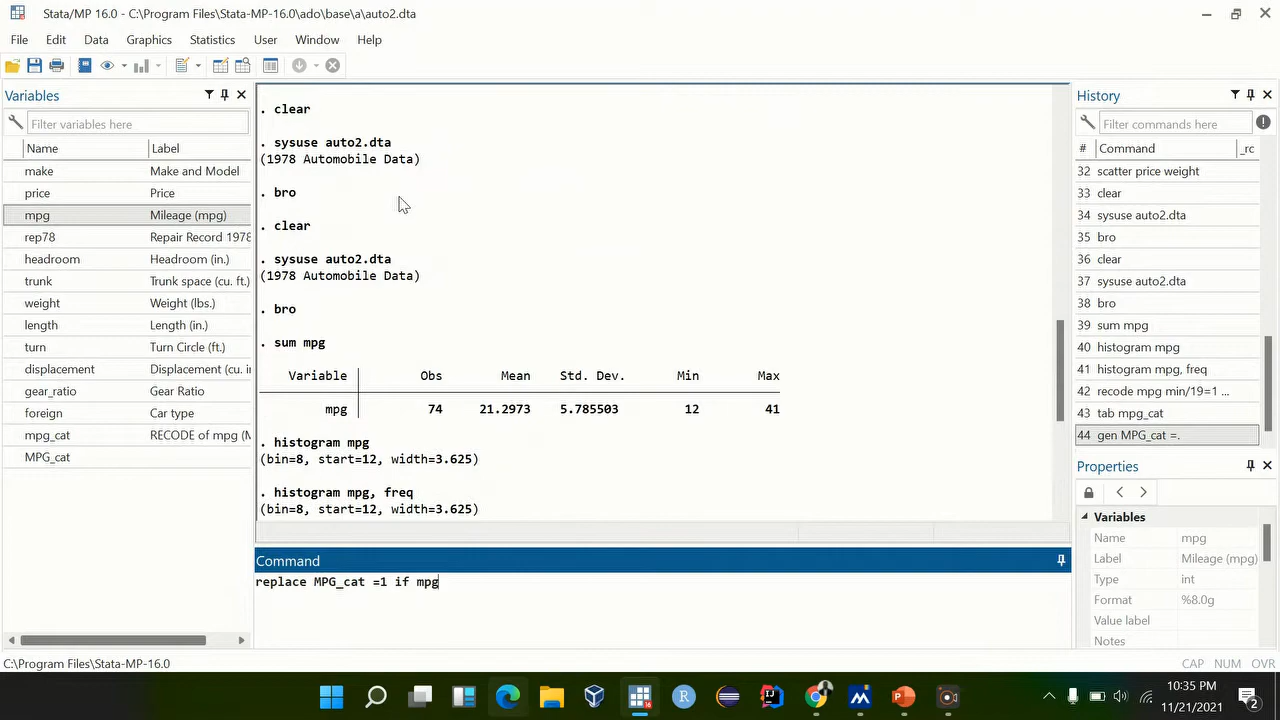 Stata/MP 16.0 - C:\Program Files\Stata-MP-16.0\ado\base\a\auto2.dta
File Edit Data Graphics Statistics User Window Help
Variables
Filter variables here
Name Label
make Make and Model
price Price
mpg Mileage (mpg)
rep78 Repair Record 1978
headroom Headroom (in.)
trunk Trunk space (cu. ft.)
weight Weight (lbs.)
length Length (in.)
turn Turn Circle (ft.)
displacement Displacement (cu. i
gear_ratio Gear Ratio
foreign Car type
mpg_cat RECODE of mpg (M
MPG_cat
. clear
. sysuse auto2.dta
(1978 Automobile Data)
. bro
. clear
. sysuse auto2.dta
(1978 Automobile Data)
. bro
. sum mpg
Variable Obs Mean Std. Dev. Min Max
mpg 74 21.2973 5.785503 12 41
. histogram mpg
(bin=8, start=12, width=3.625)
. histogram mpg, freq
(bin=8, start=12, width=3.625)
Command
replace MPG_cat =1 if mpg
History
Filter commands here
# Command _rc
32 scatter price weight
33 clear
34 sysuse auto2.dta
35 bro
36 clear
37 sysuse auto2.dta
38 bro
39 sum mpg
40 histogram mpg
41 histogram mpg, freq
42 recode mpg min/19=1 ...
43 tab mpg_cat
44 gen MPG_cat =.
Properties
Variables
Name mpg
Label Mileage (mpg)
Type int
Format %8.0g
Value label
Notes
C:\Program Files\Stata-MP-16.0
CAP NUM OVR
10:35 PM
11/21/2021